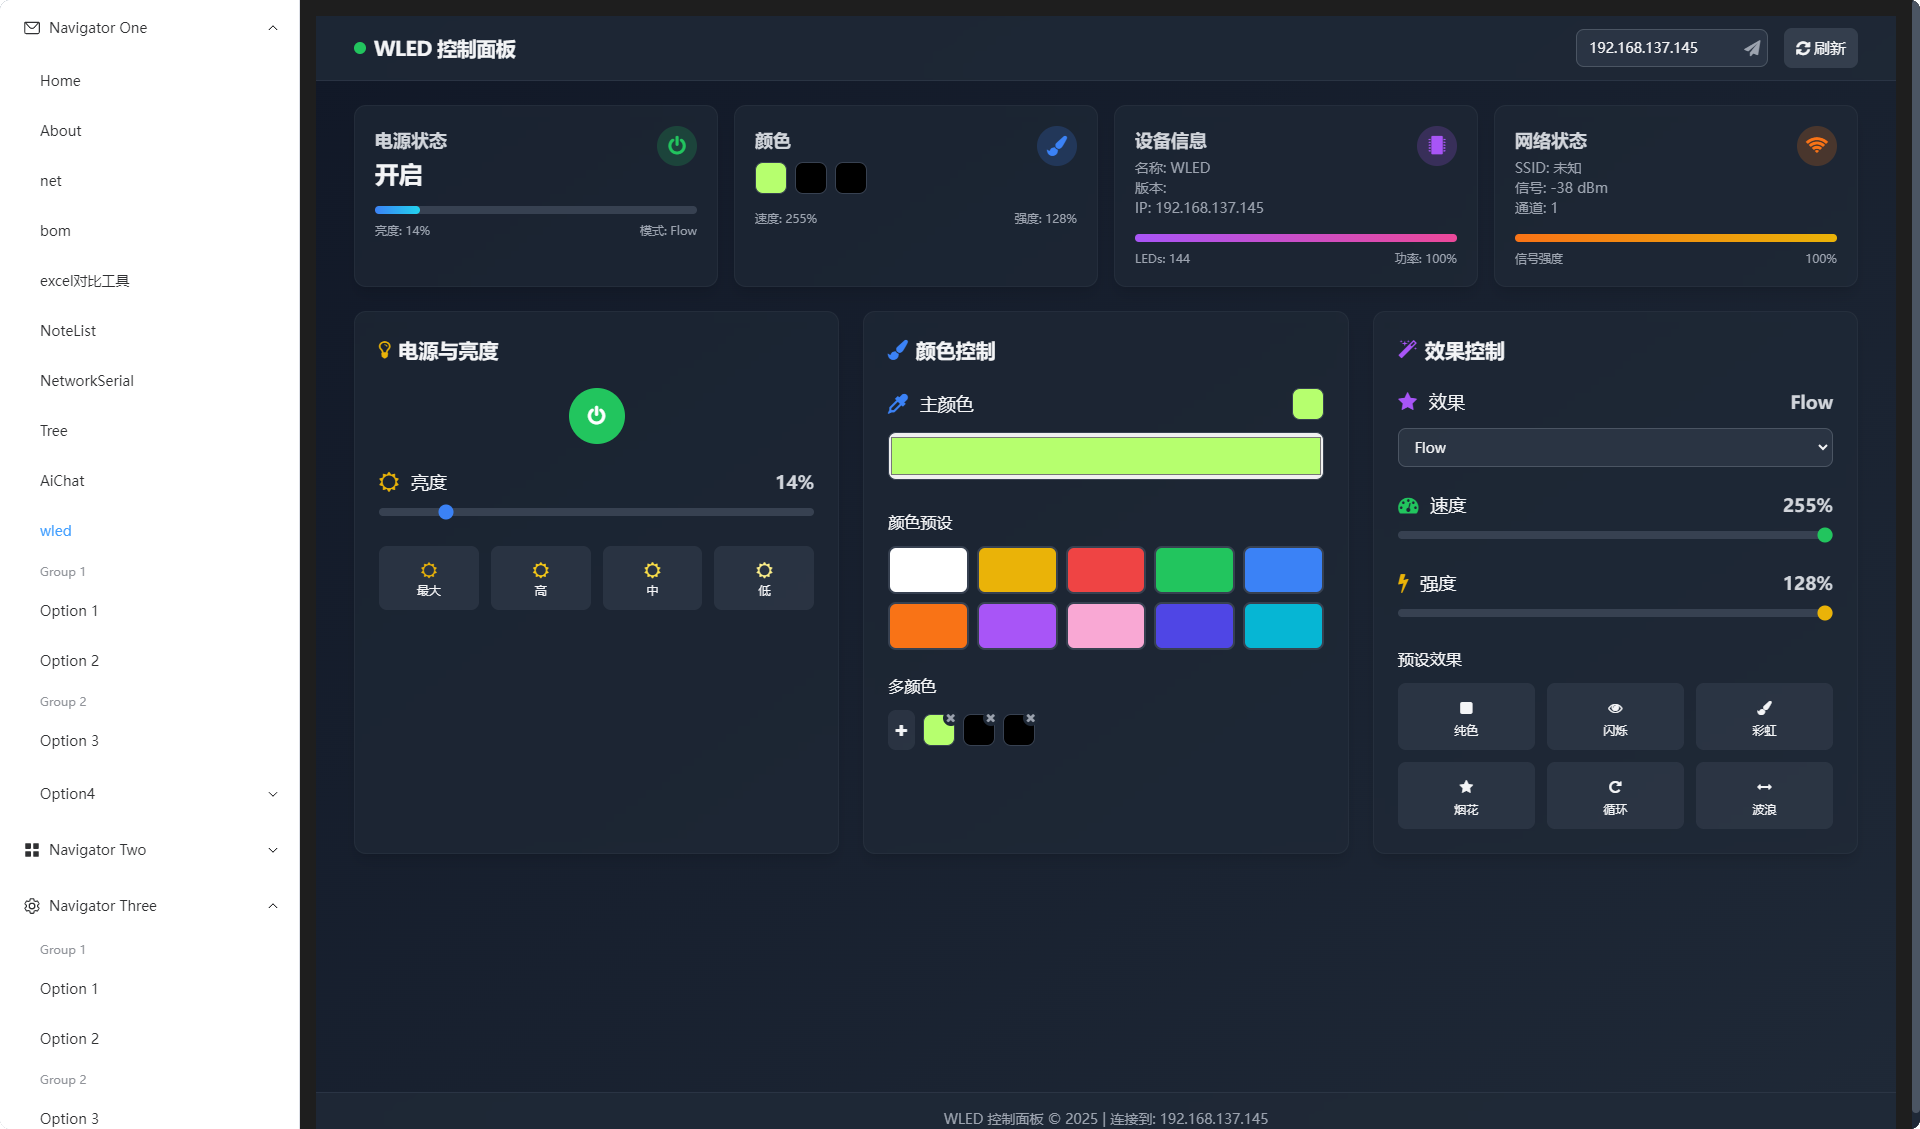 Navigator One
Home
About
net
bom
excel对比工具
NoteList
NetworkSerial
Tree
AiChat
wled
Group 1
Option 1
Option 2
Group 2
Option 3
Option4
Navigator Two
Navigator Three
Group 1
Option 1
Option 2
Group 2
Option 3
WLED 控制面板
192.168.137.145
刷新
电源状态
开启
亮度: 14%
模式: Flow
颜色
速度: 255%
强度: 128%
设备信息
名称: WLED
版本:
IP: 192.168.137.145
LEDs: 144
功率: 100%
网络状态
SSID: 未知
信号: -38 dBm
通道: 1
信号强度
100%
电源与亮度
亮度
14%
最大
高
中
低
颜色控制
主颜色
颜色预设
多颜色
效果控制
效果
Flow
Flow
速度
255%
强度
128%
预设效果
纯色
闪烁
彩虹
烟花
循环
波浪
WLED 控制面板 © 2025 | 连接到: 192.168.137.145